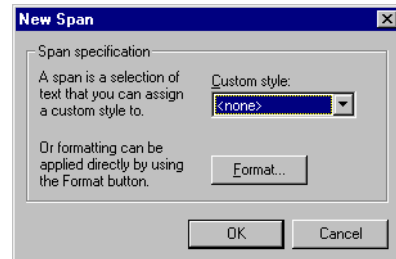 New Span
Span specification
A span is a selection of
text that you can assign
a custom style to.
Custom style:
<none>
Or formatting can be
applied directly by using
the Format button.
Format...
OK
Cancel